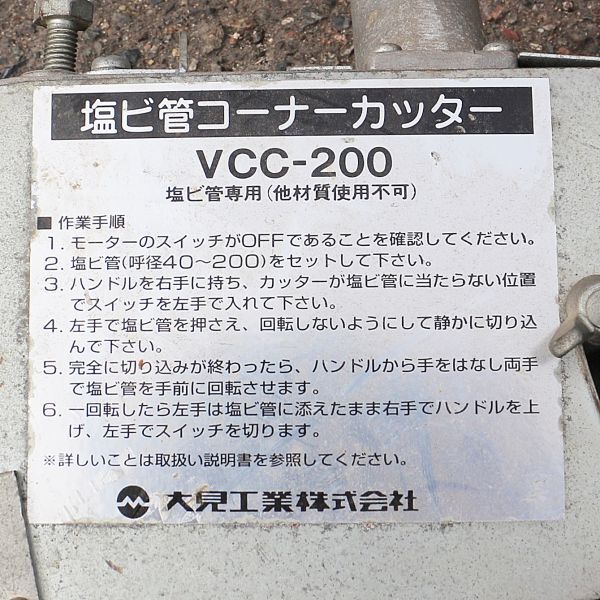 塩ビ管コーナーカッター
VCC-200
塩ビ管専用(他材質使用不可)
■ 作業手順
1. モーターのスイッチがOFFであることを確認してください。
2. 塩ビ管(呼径40～200)をセットして下さい。
3. ハンドルを右手に持ち、カッターが塩ビ管に当たらない位置
でスイッチを左手で入れて下さい。
4. 左手で塩ビ管を押さえ、回転しないようにして静かに切り込
んで下さい。
5. 完全に切り込みが終わったら、ハンドルから手をはなし両手
で塩ビ管を手前に回転させます。
6. 一回転したら左手は塩ビ管に添えたまま右手でハンドルを上
げ、左手でスイッチを切ります。
※詳しいことは取扱い説明書を参照してください。
大見工業株式会社